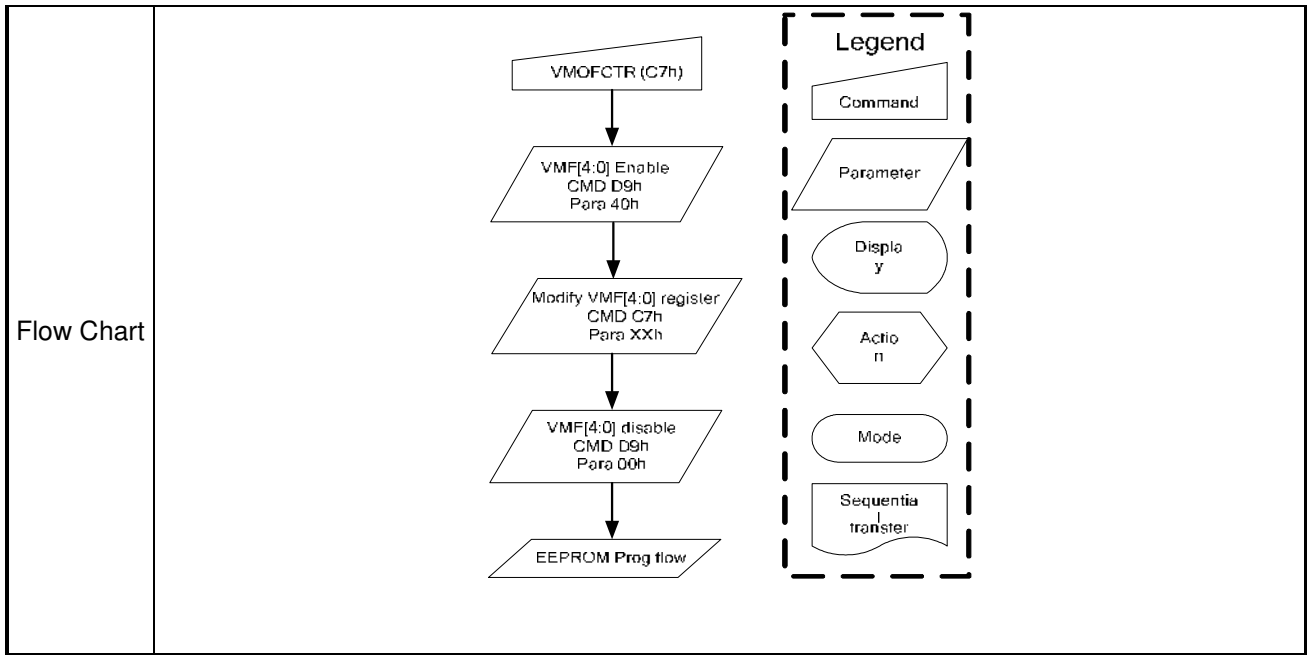 Flow Chart
VMOFCTR (C7h)
VMF[4:0] Enable
CMD D9h
Para 40h
Modify VMF[4:0] register
CMD C7h
Para XXh
VMF[4:0] disable
CMD D9h
Para 00h
EEPROM Prog flow
Legend
Command
Parameter
Displa
y
Actio
n
Mode
Sequentia
l
transfer